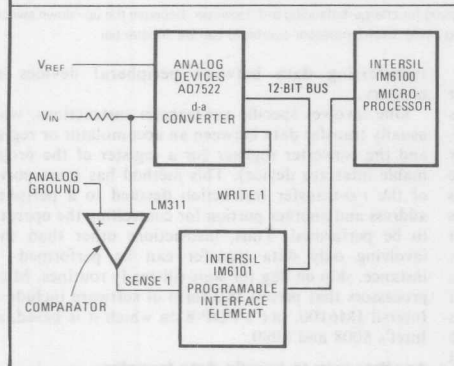 VREF
ANALOG
DEVICES
AD7522
d-a
CONVERTER
12-BIT BUS
INTERSIL
IM6100
MICRO
PROCESSOR
VIN
ANALOG
GROUND
LM311
WRITE 1
SENSE 1
INTERSIL
IM6101
PROGRAMABLE
INTERFACE
ELEMENT
COMPARATOR